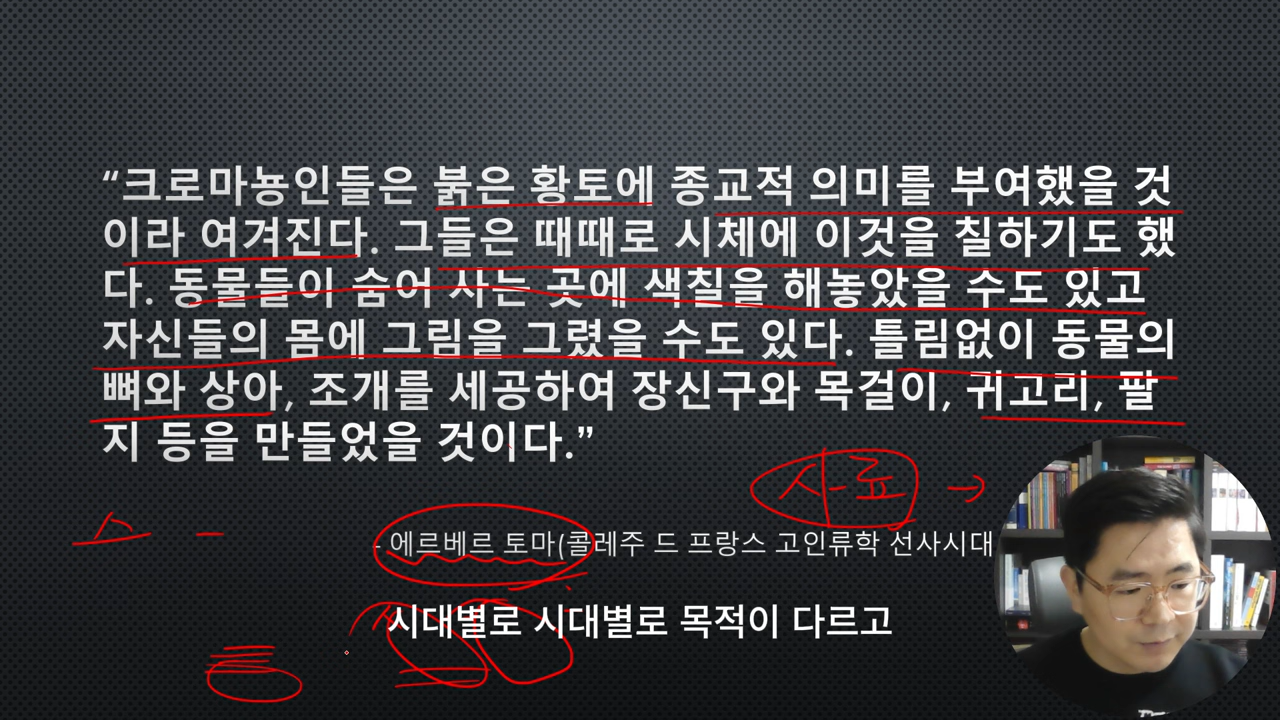 “크로마뇽인들은 붉은 황토에 종교적 의미를 부여했을 것
이라 여겨진다. 그들은 때때로 시체에 이것을 칠하기도 했
다. 동물들이 숨어 사는 곳에 색칠을 해놓았을 수도 있고
자신들의 몸에 그림을 그렸을 수도 있다. 틀림없이 동물의
뼈와 상아, 조개를 세공하여 장신구와 목걸이, 귀고리, 팔
지 등을 만들었을 것이다.”
사료 →
- 에르베르 토마(콜레주 드 프랑스 고인류학 선사시대
시대별로 시대별로 목적이 다르고